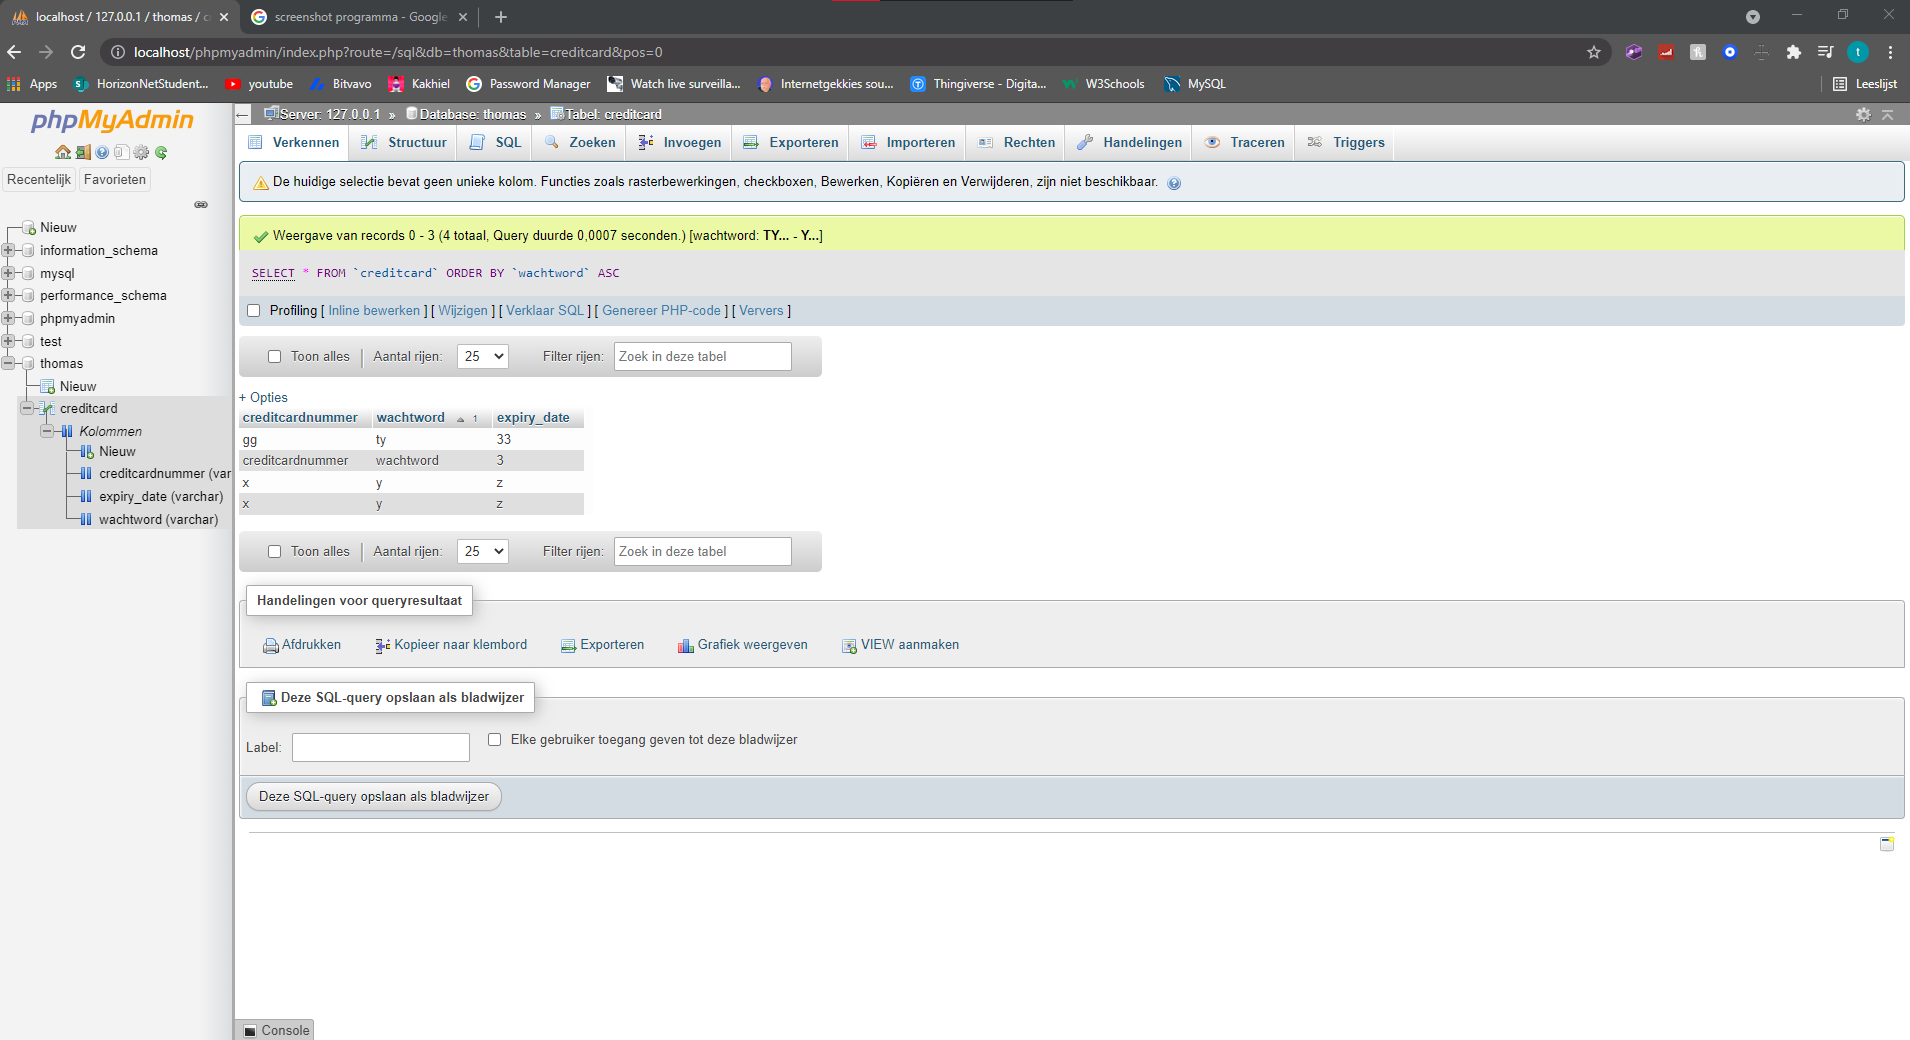 localhost / 127.0.0.1 / thomas / c
screenshot programma - Google
localhost/phpmyadmin/index.php?route=/sql&db=thomas&table=creditcard&pos=0
t
Apps
HorizonNetStudent...
youtube
Bitvavo
Kakhiel
Password Manager
Watch live surveilla...
Internetgekkies sou...
Thingiverse - Digita...
W3Schools
MySQL
Leeslijst
phpMyAdmin
Recentelijk
Favorieten
Nieuw
information_schema
mysql
performance_schema
phpmyadmin
test
thomas
Nieuw
creditcard
Kolommen
Nieuw
creditcardnummer (var
expiry_date (varchar)
wachtword (varchar)
Server: 127.0.0.1 » Database: thomas » Tabel: creditcard
Verkennen
Structuur
SQL
Zoeken
Invoegen
Exporteren
Importeren
Rechten
Handelingen
Traceren
Triggers
De huidige selectie bevat geen unieke kolom. Functies zoals rasterbewerkingen, checkboxen, Bewerken, Kopiëren en Verwijderen, zijn niet beschikbaar.
Weergave van records 0 - 3 (4 totaal, Query duurde 0,0007 seconden.) [wachtword: TY... - Y...]
SELECT * FROM `creditcard` ORDER BY `wachtword` ASC
Profiling [ Inline bewerken ] [ Wijzigen ] [ Verklaar SQL ] [ Genereer PHP-code ] [ Ververs ]
Toon alles | Aantal rijen: 25 Filter rijen: Zoek in deze tabel
+ Opties
creditcardnummer wachtword 1 expiry_date
gg ty 33
creditcardnummer wachtword 3
x y z
x y z
Toon alles | Aantal rijen: 25 Filter rijen: Zoek in deze tabel
Handelingen voor queryresultaat
Afdrukken
Kopieer naar klembord
Exporteren
Grafiek weergeven
VIEW aanmaken
Deze SQL-query opslaan als bladwijzer
Label:
Elke gebruiker toegang geven tot deze bladwijzer
Deze SQL-query opslaan als bladwijzer
Console